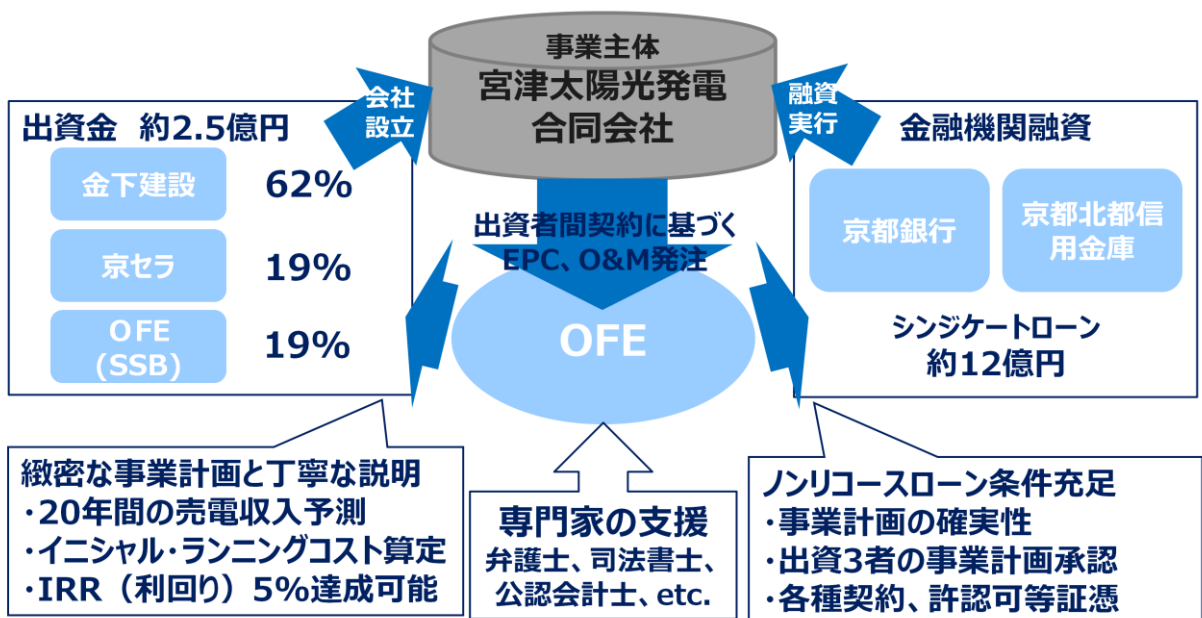 事業主体
宮津太陽光発電
合同会社
会社
設立
融資
実行
出資金 約2.5億円
金下建設
62%
京セラ
19%
OFE
(SSB)
19%
出資者間契約に基づく
EPC、O&M発注
OFE
金融機関融資
京都銀行
京都北都信
用金庫
シンジケートローン
約12億円
緻密な事業計画と丁寧な説明
・20年間の売電収入予測
・イニシャル・ランニングコスト算定
・IRR（利回り）5%達成可能
専門家の支援
弁護士、司法書士、
公認会計士、etc.
ノンリコースローン条件充足
・事業計画の確実性
・出資3者の事業計画承認
・各種契約、許認可等証憑